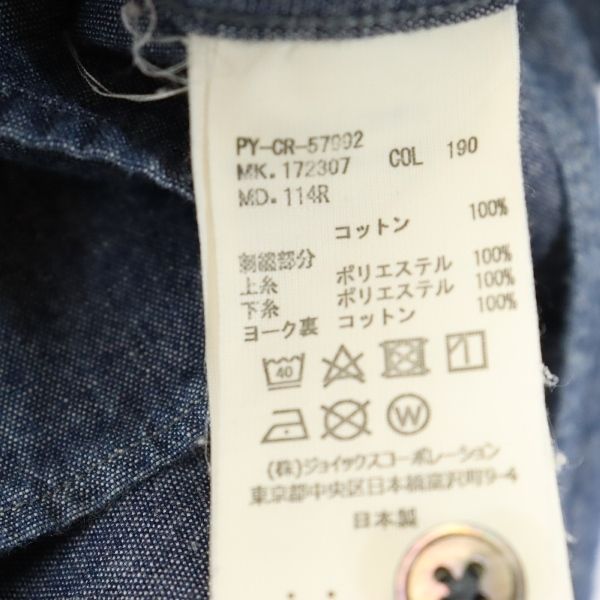 PY-CR-57092
MK.172307 COL 190
MD.114R
コットン 100%
刺繍部分
上糸 ポリエステル 100%
下糸 ポリエステル 100%
ヨーク裏 コットン 100%
40
W
(株)ジョイックスコーポレーション
東京都中央区日本橋富沢町9-4
日本製